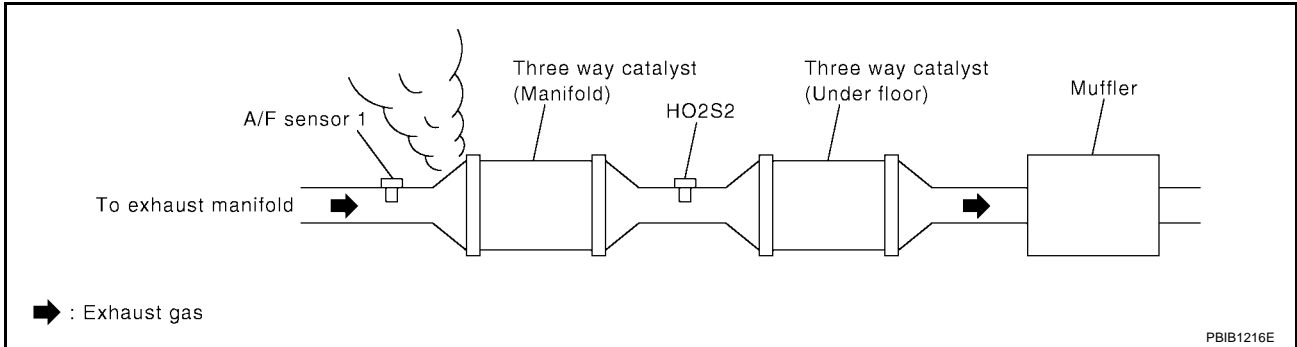 Three way catalyst
(Manifold)
Three way catalyst
(Under floor)
Muffler
A/F sensor 1
HO2S2
To exhaust manifold
: Exhaust gas
PBIB1216E